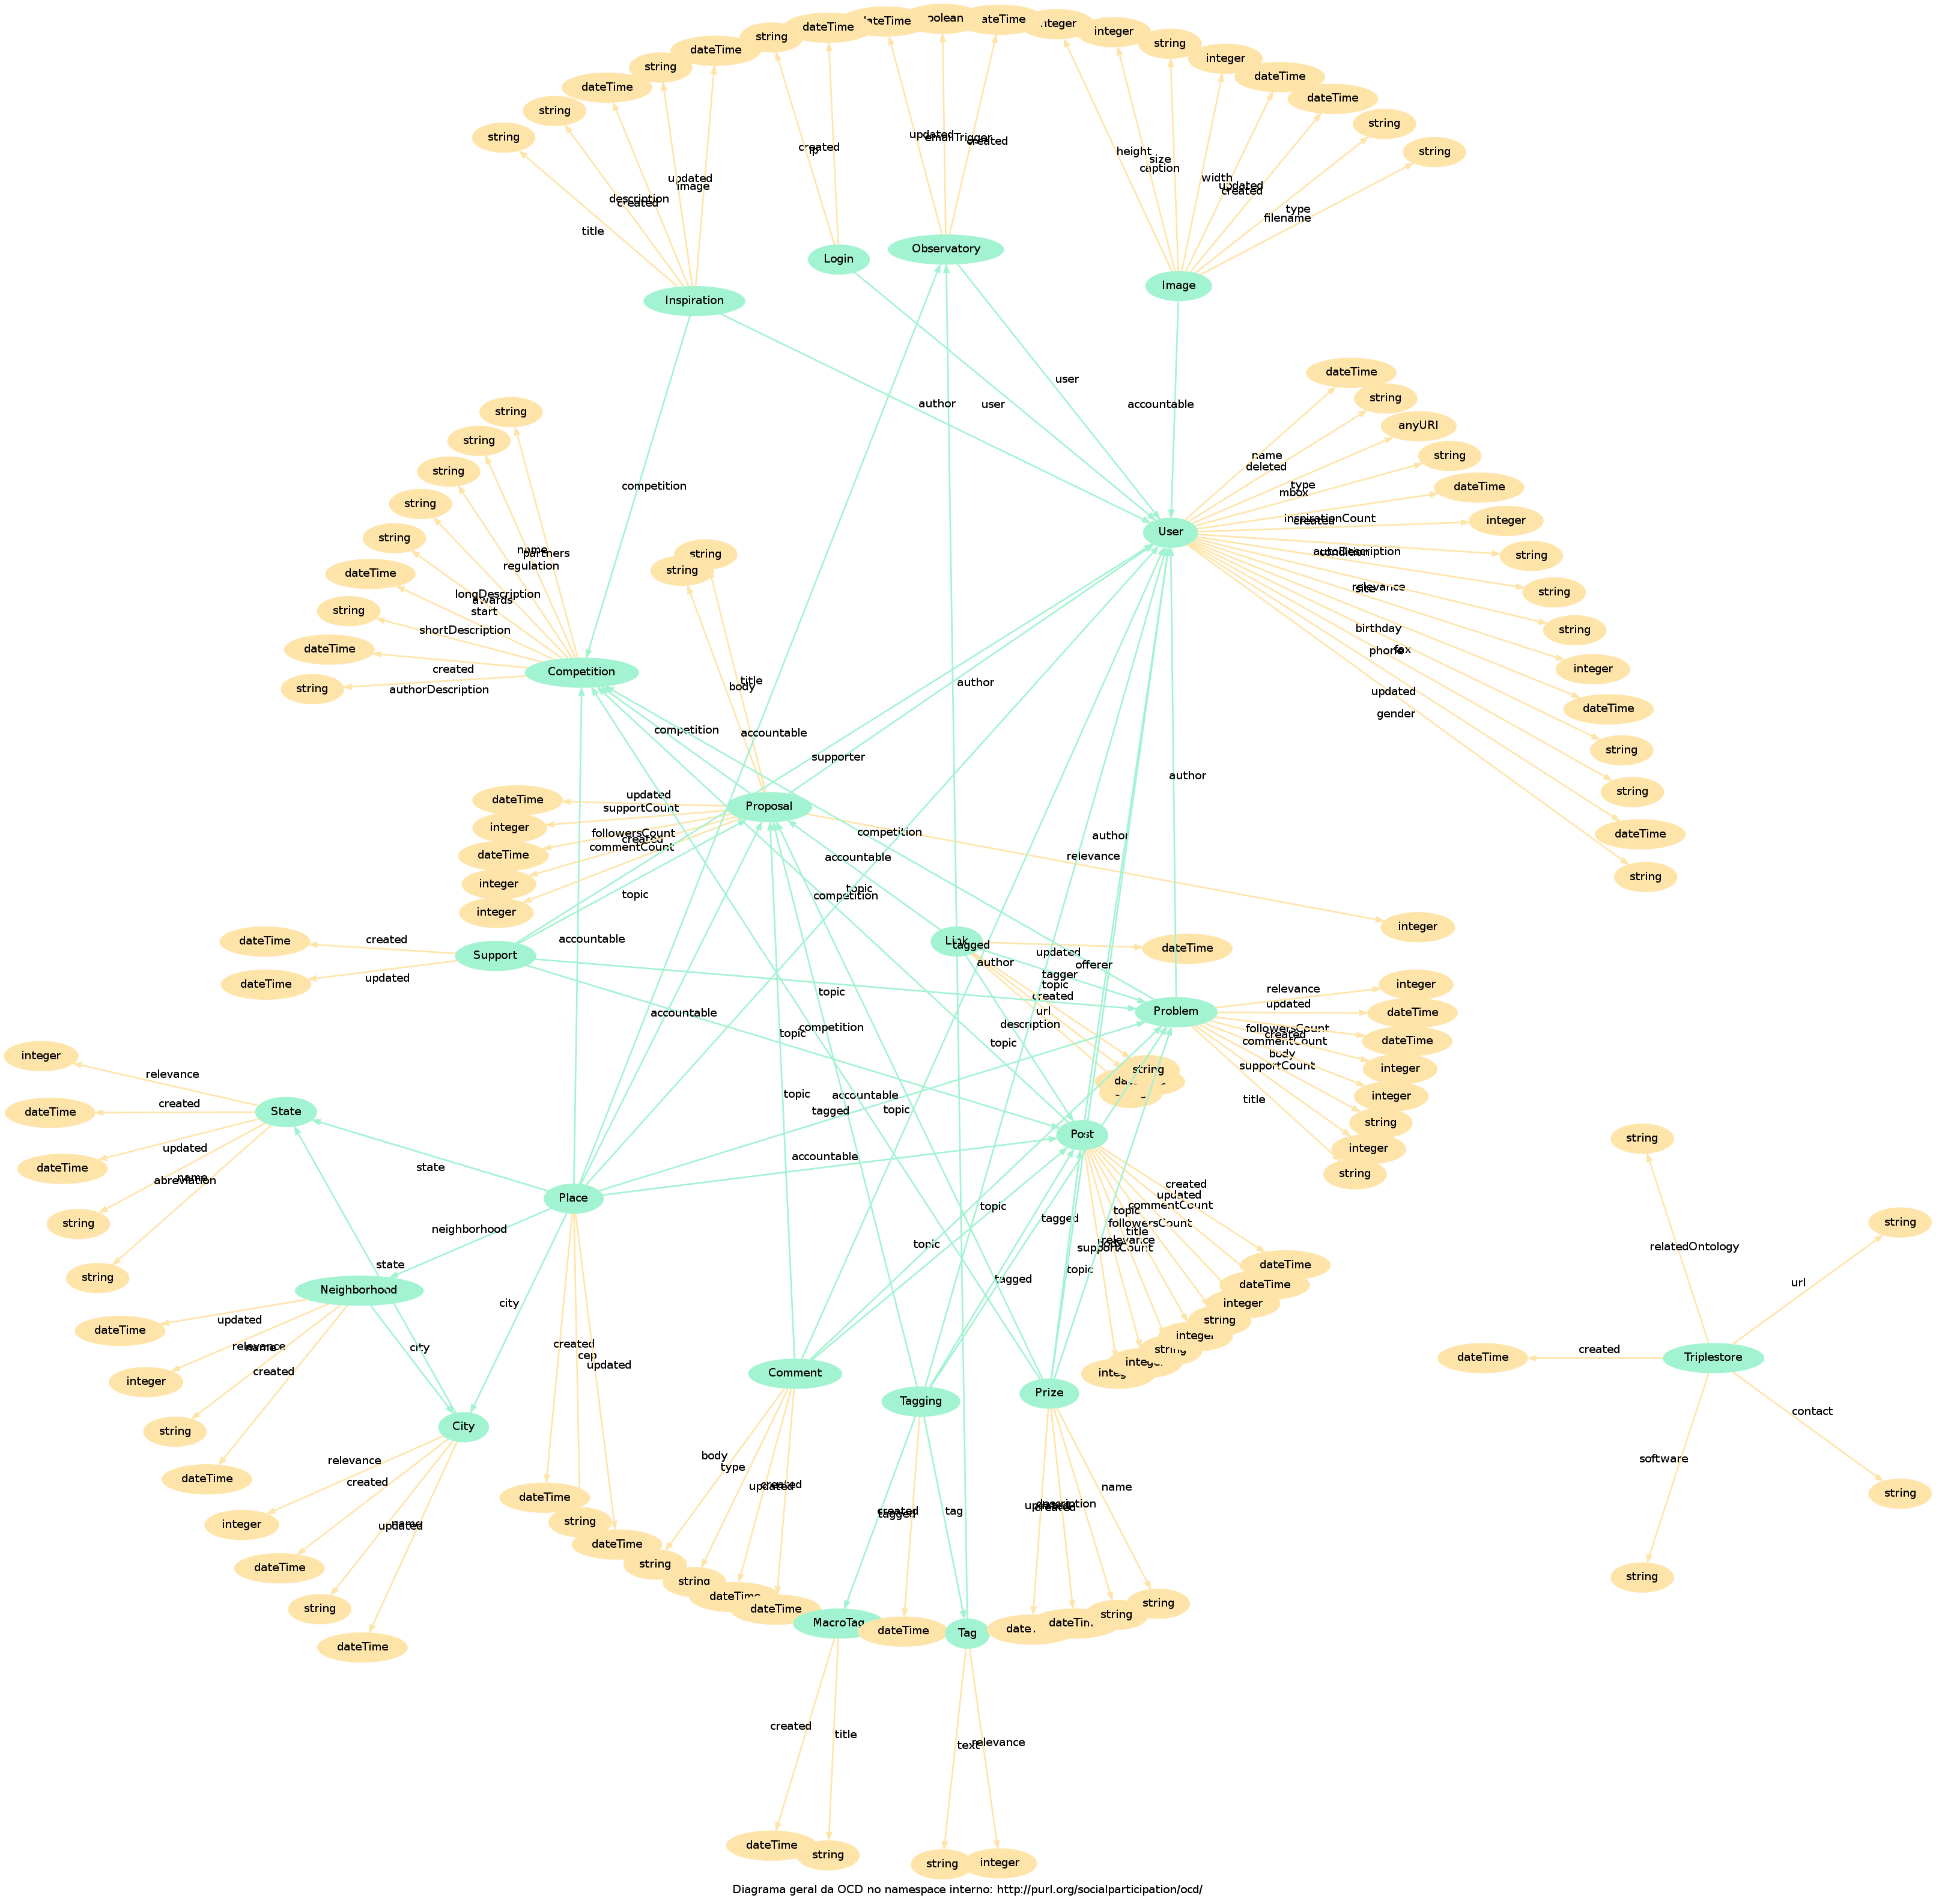 dateTime
dateTime
dateTime
string
string
string
integer
string
integer
dateTime
string
dateTime
dateTime
dateTime
string
string
string
string
updated
emailTrigger
created
created
ip
height
size
caption
updated
image
width
updated
created
description
created
type
filename
title
Login
Observatory
Image
Inspiration
dateTime
string
anyURI
string
dateTime
integer
string
string
string
integer
dateTime
string
string
dateTime
string
author
user
user
accountable
competition
name
deleted
type
mbox
User
inspirationCount
created
condition
relevance
site
birthday
phone
fax
updated
gender
string
string
string
string
string
dateTime
string
dateTime
string
name
partners
regulation
longDescription
awards
start
shortDescription
created
authorDescription
Competition
string
string
title
body
author
competition
accountable
supporter
author
dateTime
updated
Proposal
integer
supportCount
followersCount
created
commentCount
dateTime
integer
integer
competition
relevance
accountable
author
topic
competition
topic
integer
dateTime
created
Support
accountable
Link
tagged
dateTime
updated
dateTime
updated
author
offerer
tagger
topic
created
url
description
topic
topic
competition
accountable
Problem
relevance
integer
updated
dateTime
followersCount
created
commentCount
body
supportCount
title
dateTime
integer
integer
string
integer
string
string
topic
accountable
tagged
topic
Post
accountable
integer
relevance
State
dateTime
created
dateTime
updated
abreviation
name
string
string
state
Place
neighborhood
state
Neighborhood
city
dateTime
updated
integer
relevance
name
created
string
dateTime
city
City
relevance
created
name
updated
integer
dateTime
string
dateTime
created
cep
updated
dateTime
string
dateTime
topic
tagged
topic
tagged
topic
created
updated
commentCount
topic
followersCount
title
relevance
supportCount
dateTime
dateTime
integer
string
integer
string
Comment
Tagging
Prize
body
type
created
updated
string
string
dateTime
created
tagged
tag
name
description
created
MacroTag
dateTime
Tag
string
string
created
title
text
relevance
dateTime
string
string
integer
string
relatedOntology
string
url
dateTime
created
Triplestore
contact
software
string
string
Diagrama geral da OCD no namespace interno: http://purl.org/socialparticipation/ocd/